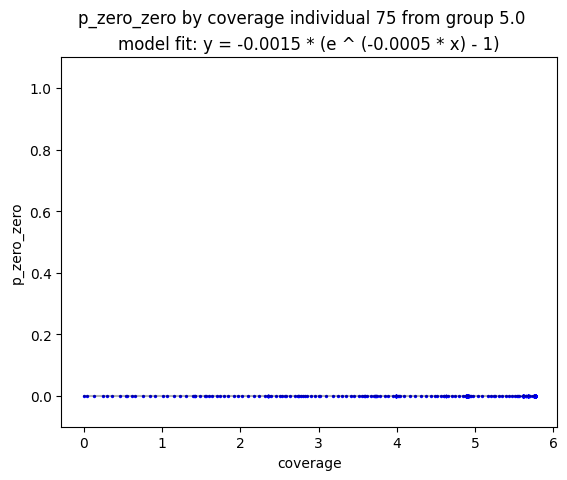 p_zero_zero by coverage individual 75 from group 5.0
model fit: y = -0.0015 * (e ^ (-0.0005 * x) - 1)
1.0
0.8
0.6
0.4
0.2
0.0
p_zero_zero
0 1 2 3 4 5 6
coverage